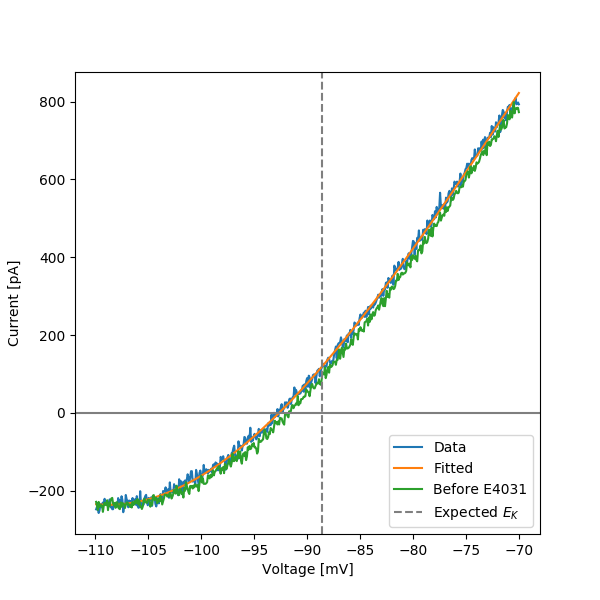 800
600
400
200
0
−200
Current [pA]
Data
Fitted
Before E4031
Expected E_K
−110 −105 −100 −95 −90 −85 −80 −75 −70
Voltage [mV]